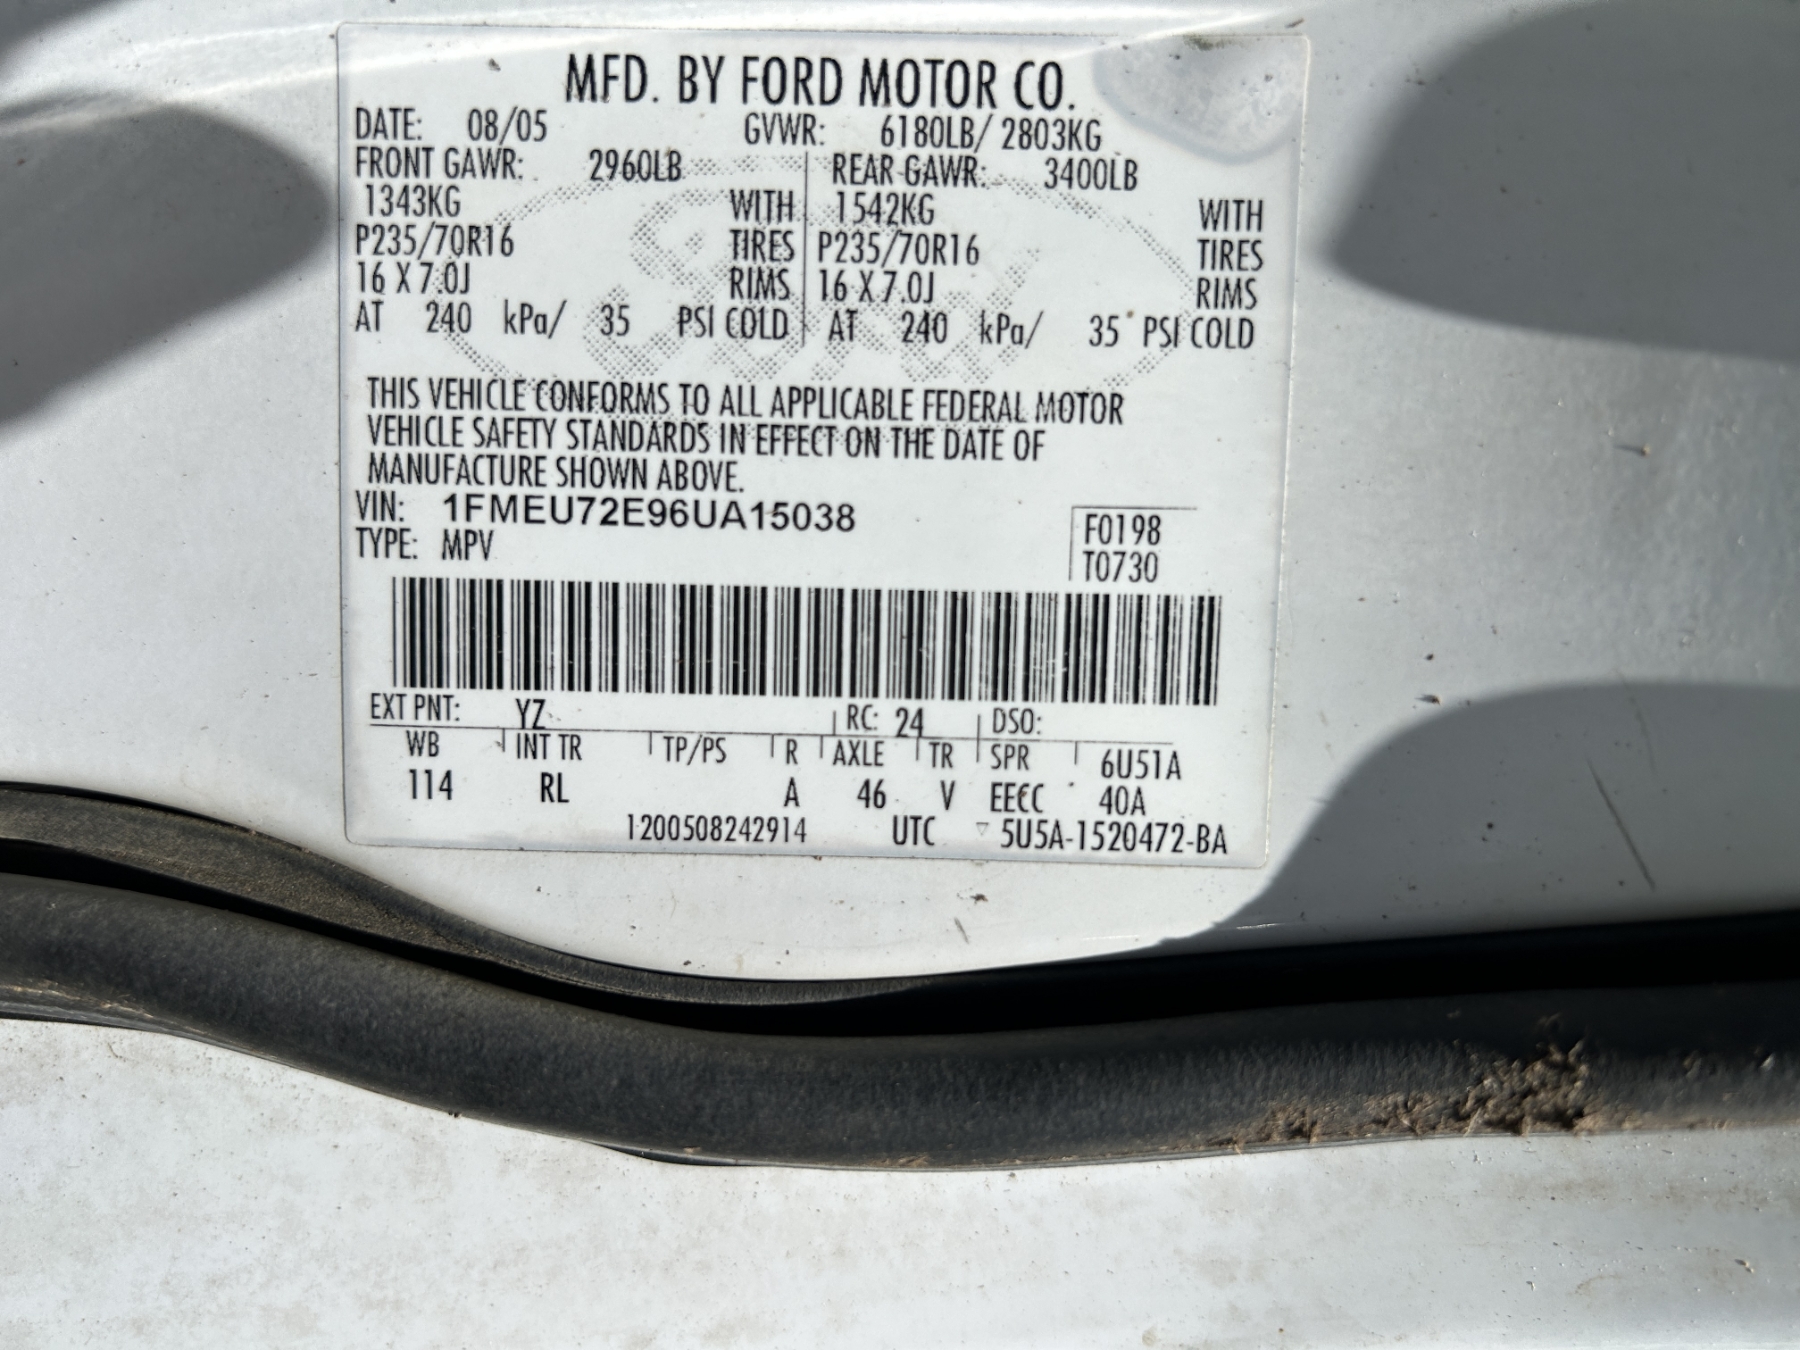 MFD. BY FORD MOTOR CO.
DATE: 08/05 GVWR: 6180LB/ 2803KG
FRONT GAWR: 2960LB REAR GAWR: 3400LB
1343KG WITH 1542KG WITH
P235/70R16 TIRES P235/70R16 TIRES
16 X 7.0J RIMS 16 X 7.0J RIMS
AT 240 kPa/ 35 PSI COLD AT 240 kPa/ 35 PSI COLD
THIS VEHICLE CONFORMS TO ALL APPLICABLE FEDERAL MOTOR
VEHICLE SAFETY STANDARDS IN EFFECT ON THE DATE OF
MANUFACTURE SHOWN ABOVE.
VIN: 1FMEU72E96UA15038 F0198
TYPE: MPV T0730
EXT PNT: YZ RC: 24 DSO:
WB INT TR TP/PS R AXLE TR SPR 6U51A
114 RL A 46 V EECC 40A
1200508242914 UTC ▽ 5U5A-1520472-BA